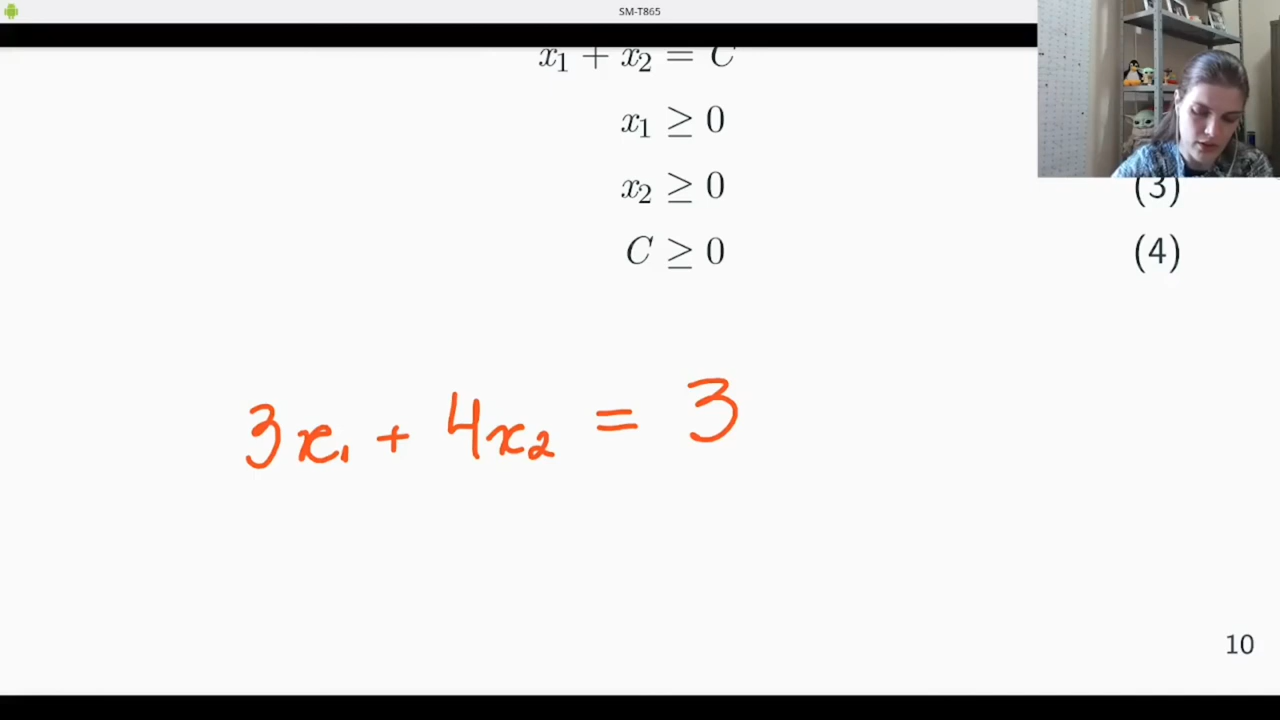 SM-T865
x₁ + x₂ = C
x₁ ≥ 0
x₂ ≥ 0 (3)
C ≥ 0 (4)
3x₁ + 4x₂ = 3
10